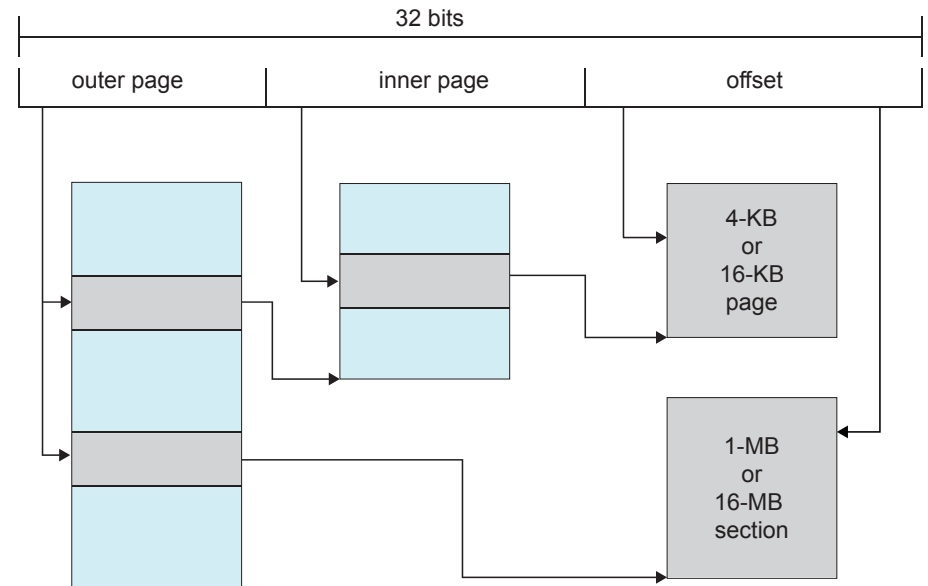 32 bits
outer page
inner page
offset
4-KB
or
16-KB
page
1-MB
or
16-MB
section